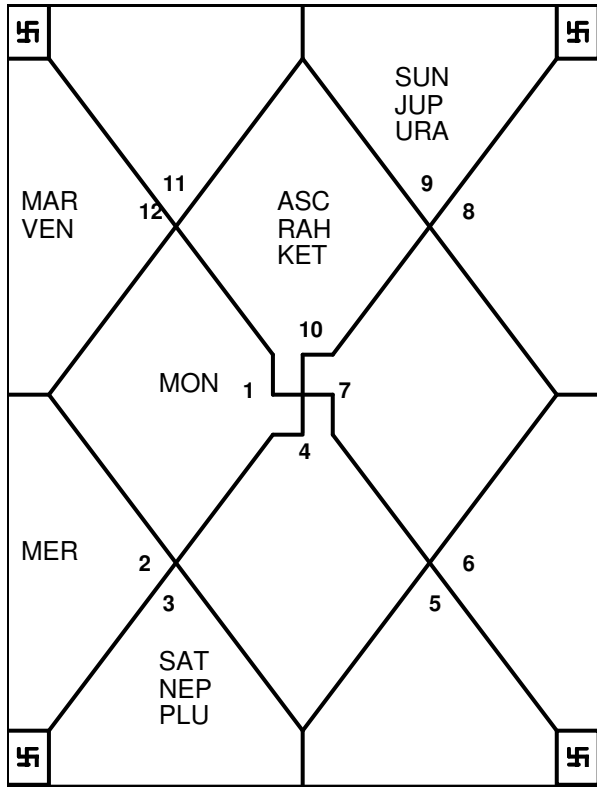 SUN
JUP
URA
11
9
MAR
VEN
12
ASC
RAH
KET
8
10
MON
1
7
4
MER
2
6
3
5
SAT
NEP
PLU